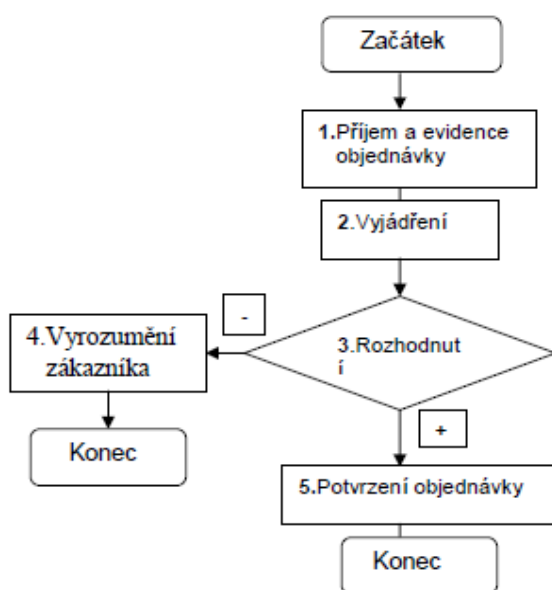 Začátek
1.Příjem a evidence
objednávky
2.Vyjádření
-
3.Rozhodnut
í
4.Vyrozumění
zákazníka
+
Konec
5.Potvrzení objednávky
Konec